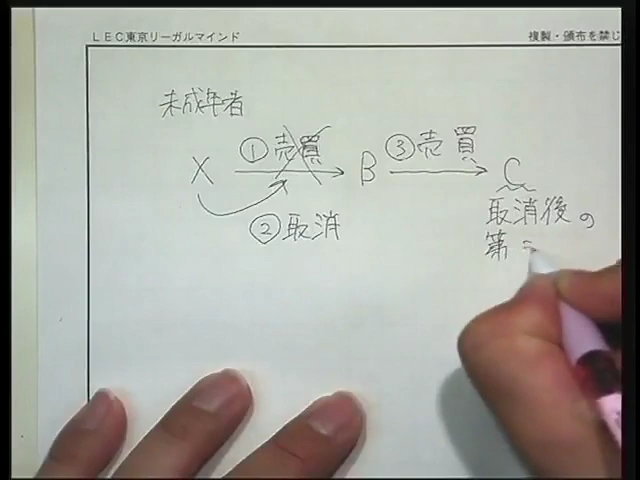 LEC東京リーガルマインド
複製・頒布を禁じ
未成年者
X ①売買 B ③売買 C
②取消
取消後の
第三